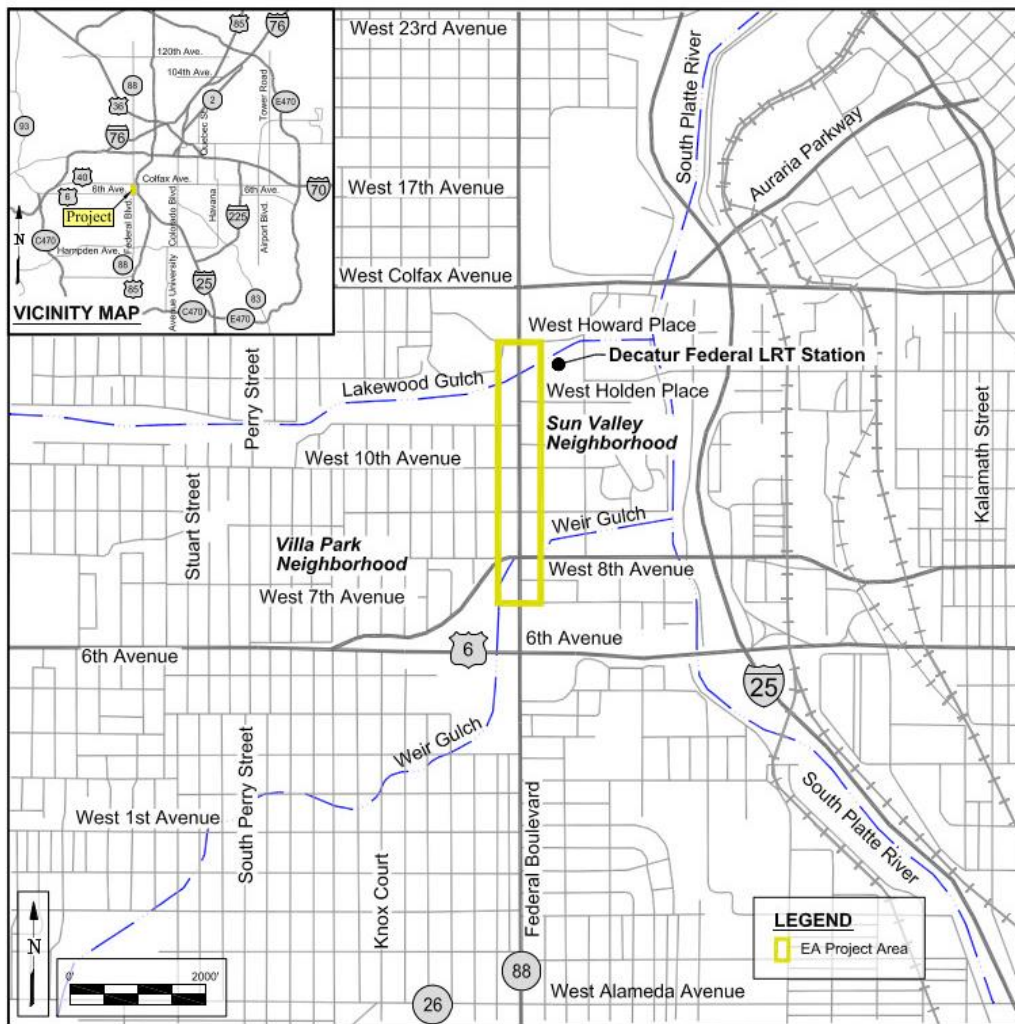 85
76
120th Ave.
104th Ave.
88
36
2
Quebec St.
Tower Road
E470
93
76
40
Colfax Ave.
70
6
6th Ave.
6th Ave.
Project
Federal Blvd.
Colorado Blvd.
Havana
225
Airport Blvd.
N
C470
Hampden Ave.
88
85
University
Avenue
25
83
C470
E470
VICINITY MAP
West 23rd Avenue
South Platte River
Auraria Parkway
West 17th Avenue
West Colfax Avenue
West Howard Place
Decatur Federal LRT Station
Lakewood Gulch
West Holden Place
Perry Street
Sun Valley
Neighborhood
West 10th Avenue
Kalamath Street
Stuart Street
Weir Gulch
Villa Park
Neighborhood
West 8th Avenue
West 7th Avenue
6th Avenue
6
6th Avenue
25
South Perry Street
Weir Gulch
West 1st Avenue
Knox Court
Federal Boulevard
South Platte River
LEGEND
EA Project Area
N
0'
2000'
88
26
West Alameda Avenue